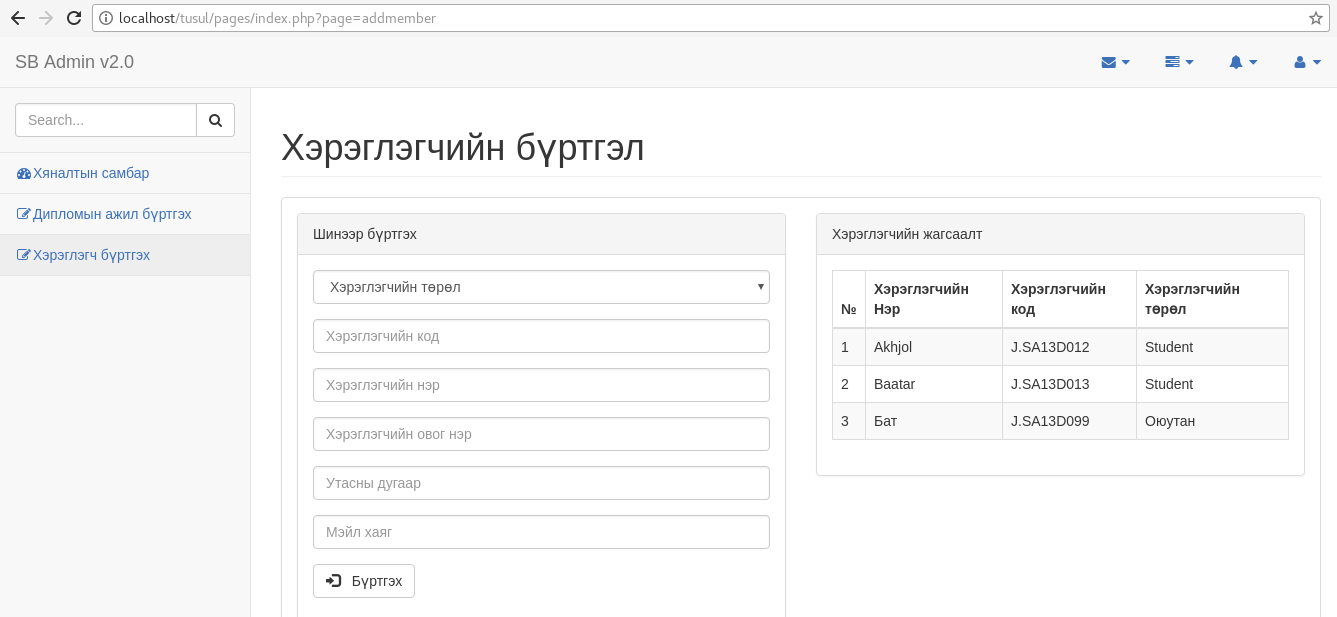 localhost/tusul/pages/index.php?page=addmember
SB Admin v2.0
Search...
Хяналтын самбар
Дипломын ажил бүртгэх
Хэрэглэгч бүртгэх
Хэрэглэгчийн бүртгэл
Шинээр бүртгэх
Хэрэглэгчийн төрөл
Хэрэглэгчийн код
Хэрэглэгчийн нэр
Хэрэглэгчийн овог нэр
Утасны дугаар
Мэйл хаяг
Бүртгэх
Хэрэглэгчийн жагсаалт
№ Хэрэглэгчийн Нэр Хэрэглэгчийн код Хэрэглэгчийн төрөл
1 Akhjol J.SA13D012 Student
2 Baatar J.SA13D013 Student
3 Бат J.SA13D099 Оюутан